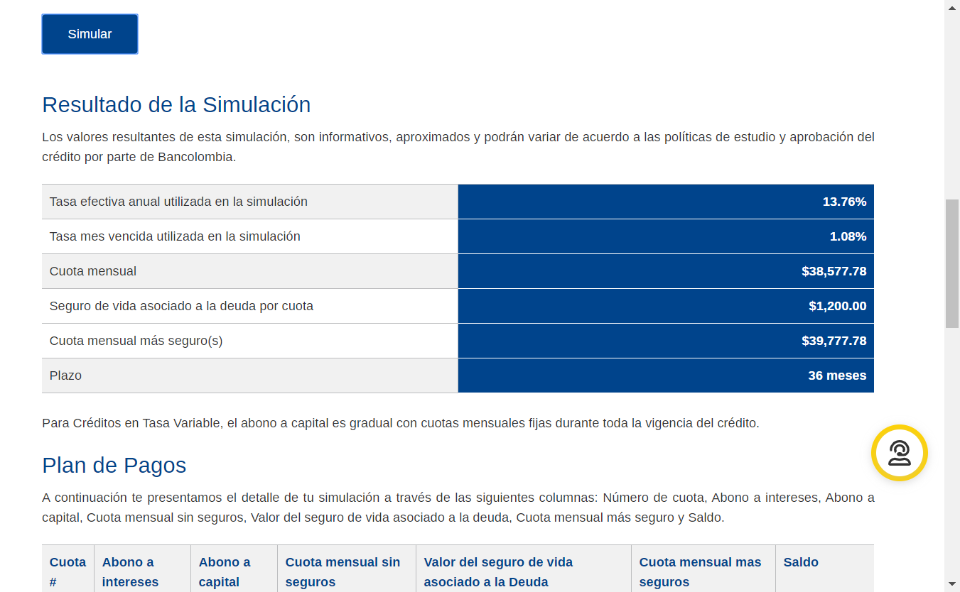 Simular
Resultado de la Simulación
Los valores resultantes de esta simulación, son informativos, aproximados y podrán variar de acuerdo a las políticas de estudio y aprobación del
crédito por parte de Bancolombia.
Tasa efectiva anual utilizada en la simulación 13.76%
Tasa mes vencida utilizada en la simulación 1.08%
Cuota mensual $38,577.78
Seguro de vida asociado a la deuda por cuota $1,200.00
Cuota mensual más seguro(s) $39,777.78
Plazo 36 meses
Para Créditos en Tasa Variable, el abono a capital es gradual con cuotas mensuales fijas durante toda la vigencia del crédito.
Plan de Pagos
A continuación te presentamos el detalle de tu simulación a través de las siguientes columnas: Número de cuota, Abono a intereses, Abono a
capital, Cuota mensual sin seguros, Valor del seguro de vida asociado a la deuda, Cuota mensual más seguro y Saldo.
Cuota Abono a Abono a Cuota mensual sin Valor del seguro de vida Cuota mensual mas Saldo
# intereses capital seguros asociado a la Deuda seguros